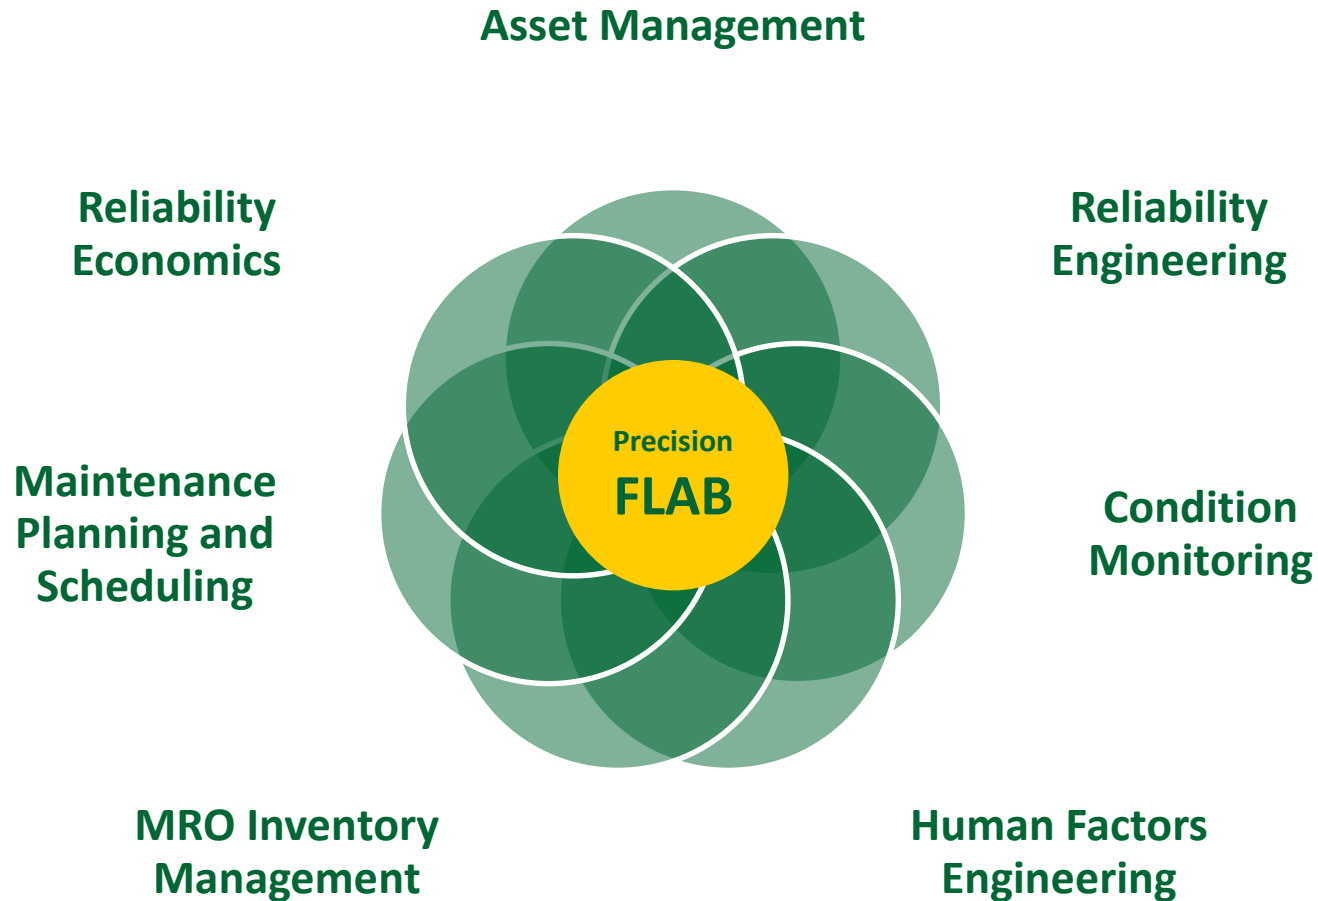 Asset Management
Reliability
Economics
Reliability
Engineering
Precision
FLAB
Maintenance
Planning and
Scheduling
Condition
Monitoring
MRO Inventory
Management
Human Factors
Engineering